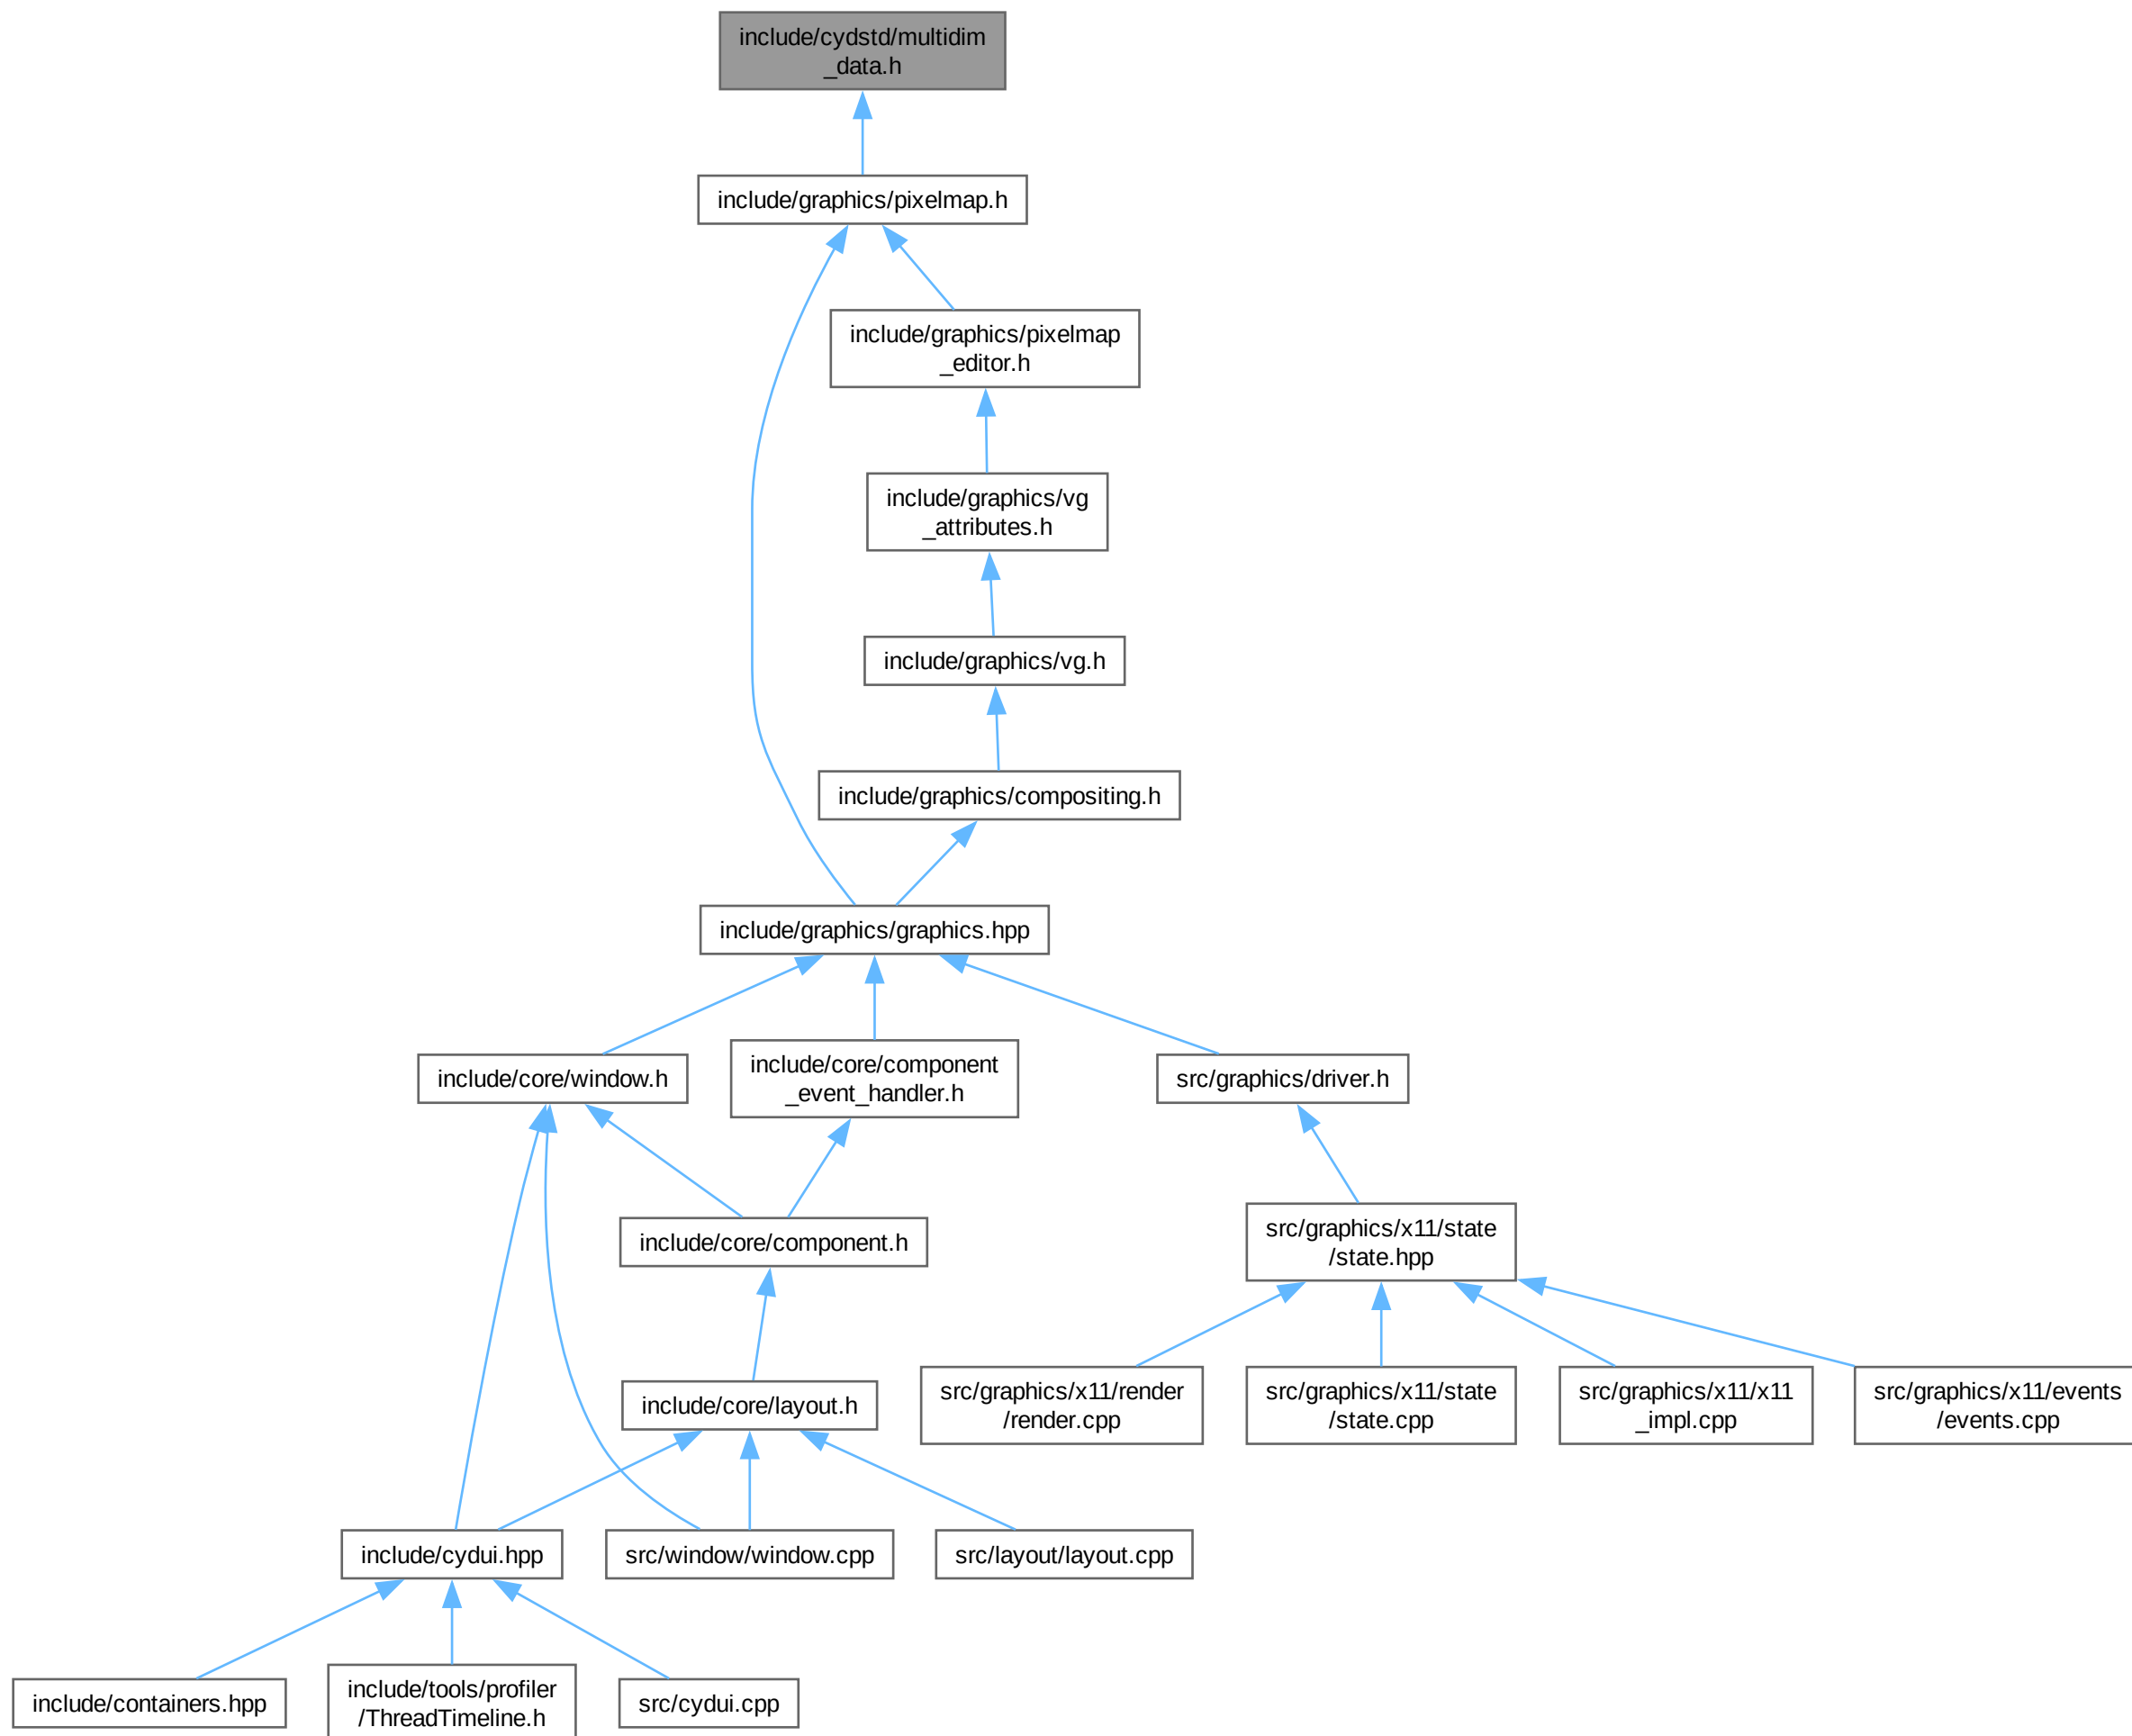 include/cydstd/multidim
_data.h
include/graphics/pixelmap.h
include/graphics/pixelmap
_editor.h
include/graphics/vg
_attributes.h
include/graphics/vg.h
include/graphics/compositing.h
include/graphics/graphics.hpp
include/core/window.h
include/core/component
_event_handler.h
src/graphics/driver.h
include/core/component.h
src/graphics/x11/state
/state.hpp
include/core/layout.h
src/graphics/x11/render
/render.cpp
src/graphics/x11/state
/state.cpp
src/graphics/x11/x11
_impl.cpp
src/graphics/x11/events
/events.cpp
include/cydui.hpp
src/window/window.cpp
src/layout/layout.cpp
include/containers.hpp
include/tools/profiler
/ThreadTimeline.h
src/cydui.cpp